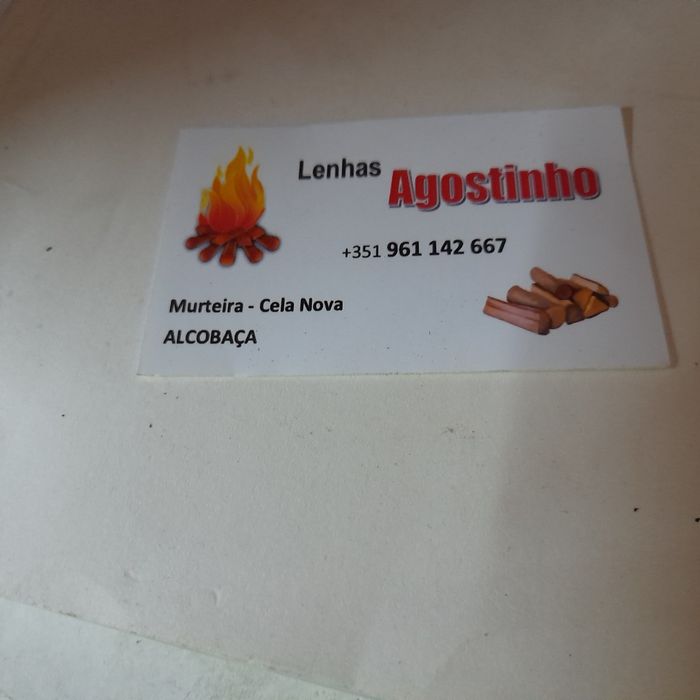 Lenhas Agostinho
+351 961 142 667
Murteira - Cela Nova
ALCOBAÇA